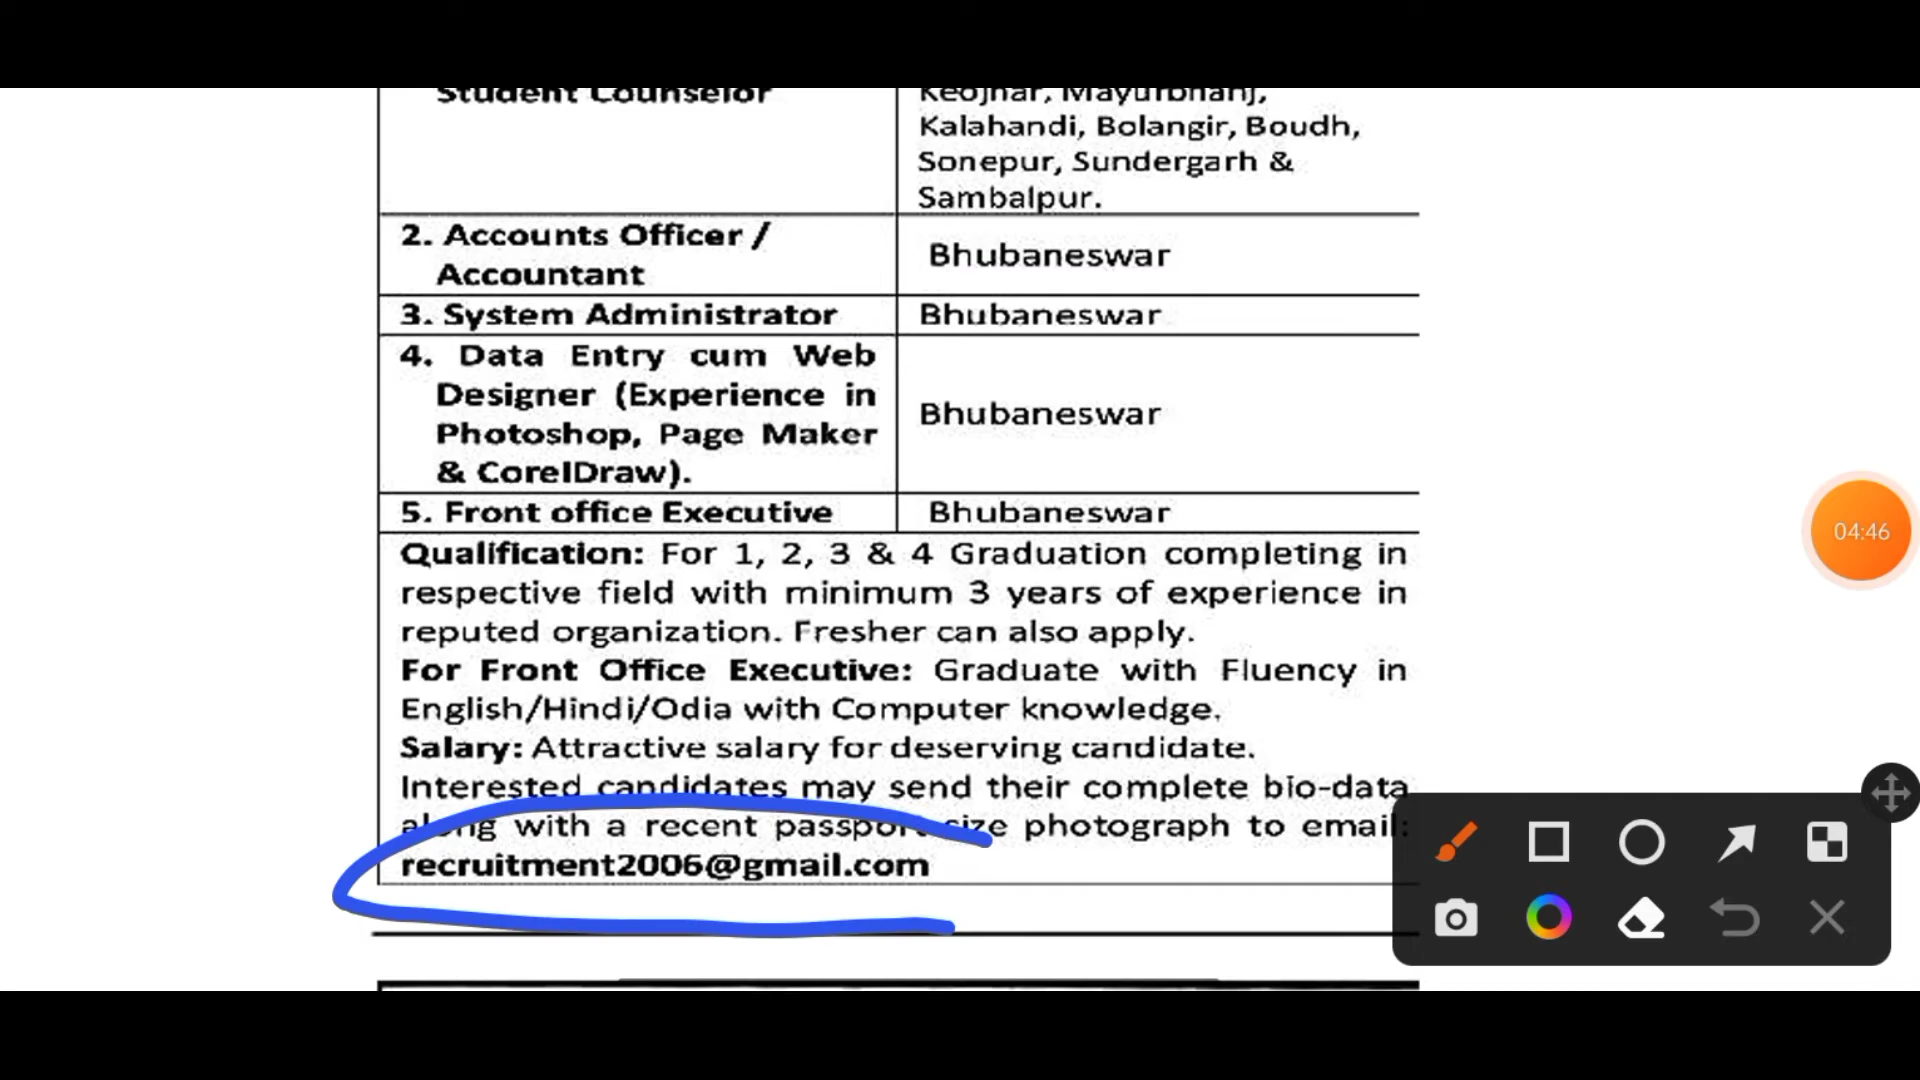 Student Counselor
Keojhar, Mayurbhanj,
Kalahandi, Bolangir, Boudh,
Sonepur, Sundergarh &
Sambalpur.
2. Accounts Officer /
Accountant
Bhubaneswar
3. System Administrator
Bhubaneswar
4. Data Entry cum Web
Designer (Experience in
Photoshop, Page Maker
& CorelDraw).
Bhubaneswar
5. Front office Executive
Bhubaneswar
Qualification: For 1, 2, 3 & 4 Graduation completing in
respective field with minimum 3 years of experience in
reputed organization. Fresher can also apply.
For Front Office Executive: Graduate with Fluency in
English/Hindi/Odia with Computer knowledge.
Salary: Attractive salary for deserving candidate.
Interested candidates may send their complete bio-data
along with a recent passport size photograph to email:
recruitment2006@gmail.com
04:46